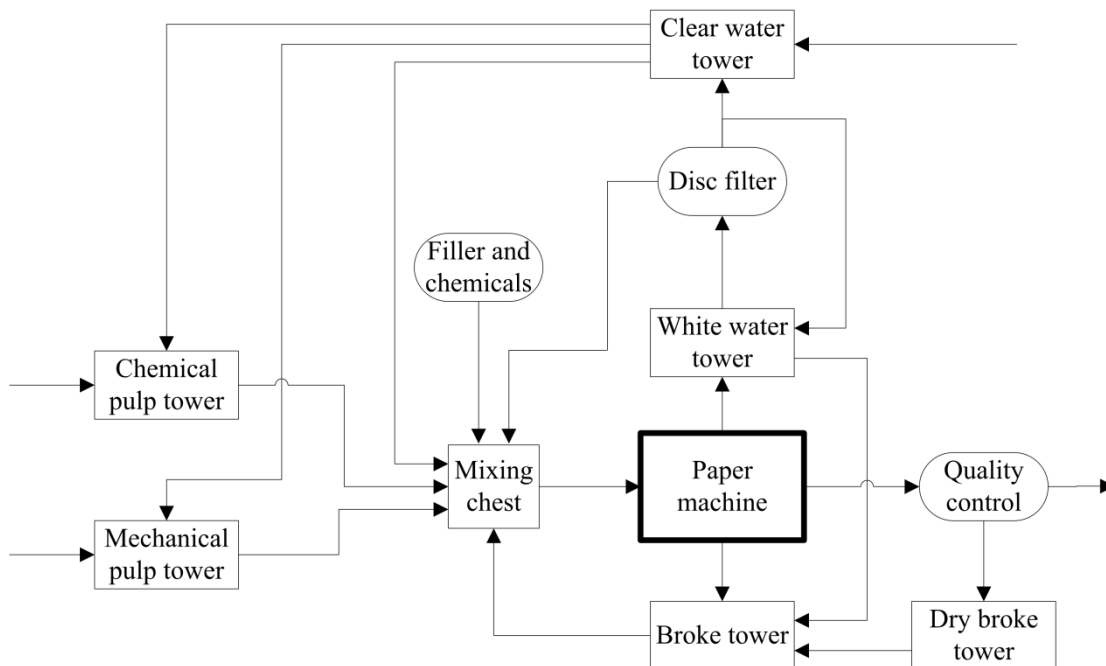 Clear water
tower
Disc filter
Filler and
chemicals
White water
tower
Chemical
pulp tower
Mixing
chest
Paper
machine
Quality
control
Mechanical
pulp tower
Broke tower
Dry broke
tower